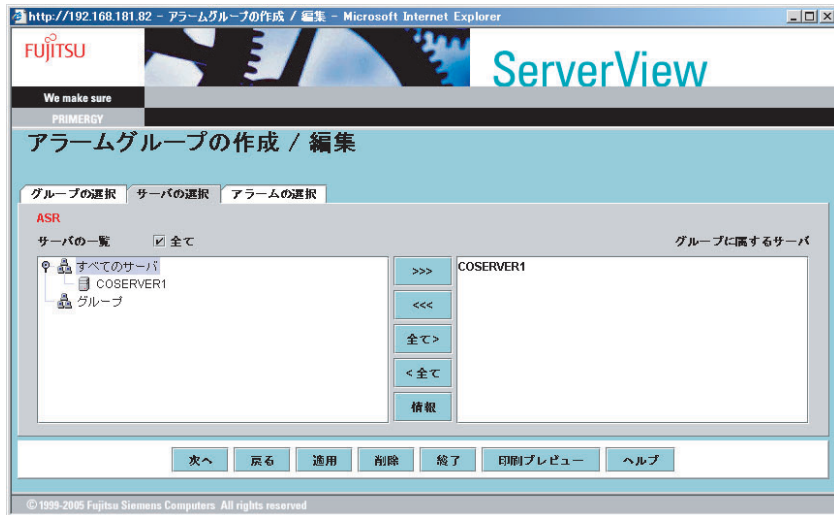 http://192.168.181.82 - アラームグループの作成 / 編集 - Microsoft Internet Explorer
FUJITSU
ServerView
We make sure
PRIMERGY
アラームグループの作成 / 編集
グループの選択 サーバの選択 アラームの選択
ASR
サーバの一覧 全て グループに属するサーバ
すべてのサーバ
COSERVER1
グループ
>>>
<<<
全て>
<全て
情報
COSERVER1
次へ 戻る 適用 削除 終了 印刷プレビュー ヘルプ
© 1999-2005 Fujitsu Siemens Computers All rights reserved